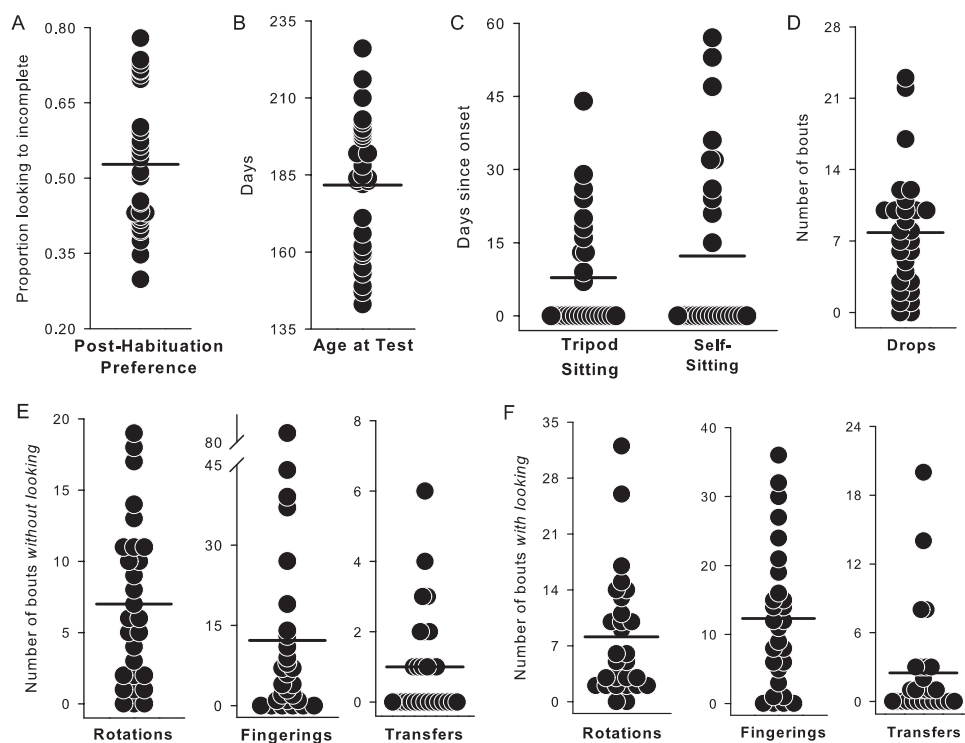 A
Proportion looking to incomplete
0.80
0.65
0.50
0.35
0.20
Post-Habituation
Preference
B
Days
235
210
185
160
135
Age at Test
C
Days since onset
60
45
30
15
0
Tripod
Sitting
Self-
Sitting
D
Number of bouts
28
21
14
7
0
Drops
E
Number of bouts without looking
20
15
10
5
0
Rotations
80
45
30
15
0
Fingerings
8
6
4
2
0
Transfers
F
Number of bouts with looking
35
28
21
14
7
0
Rotations
40
30
20
10
0
Fingerings
24
18
12
6
0
Transfers